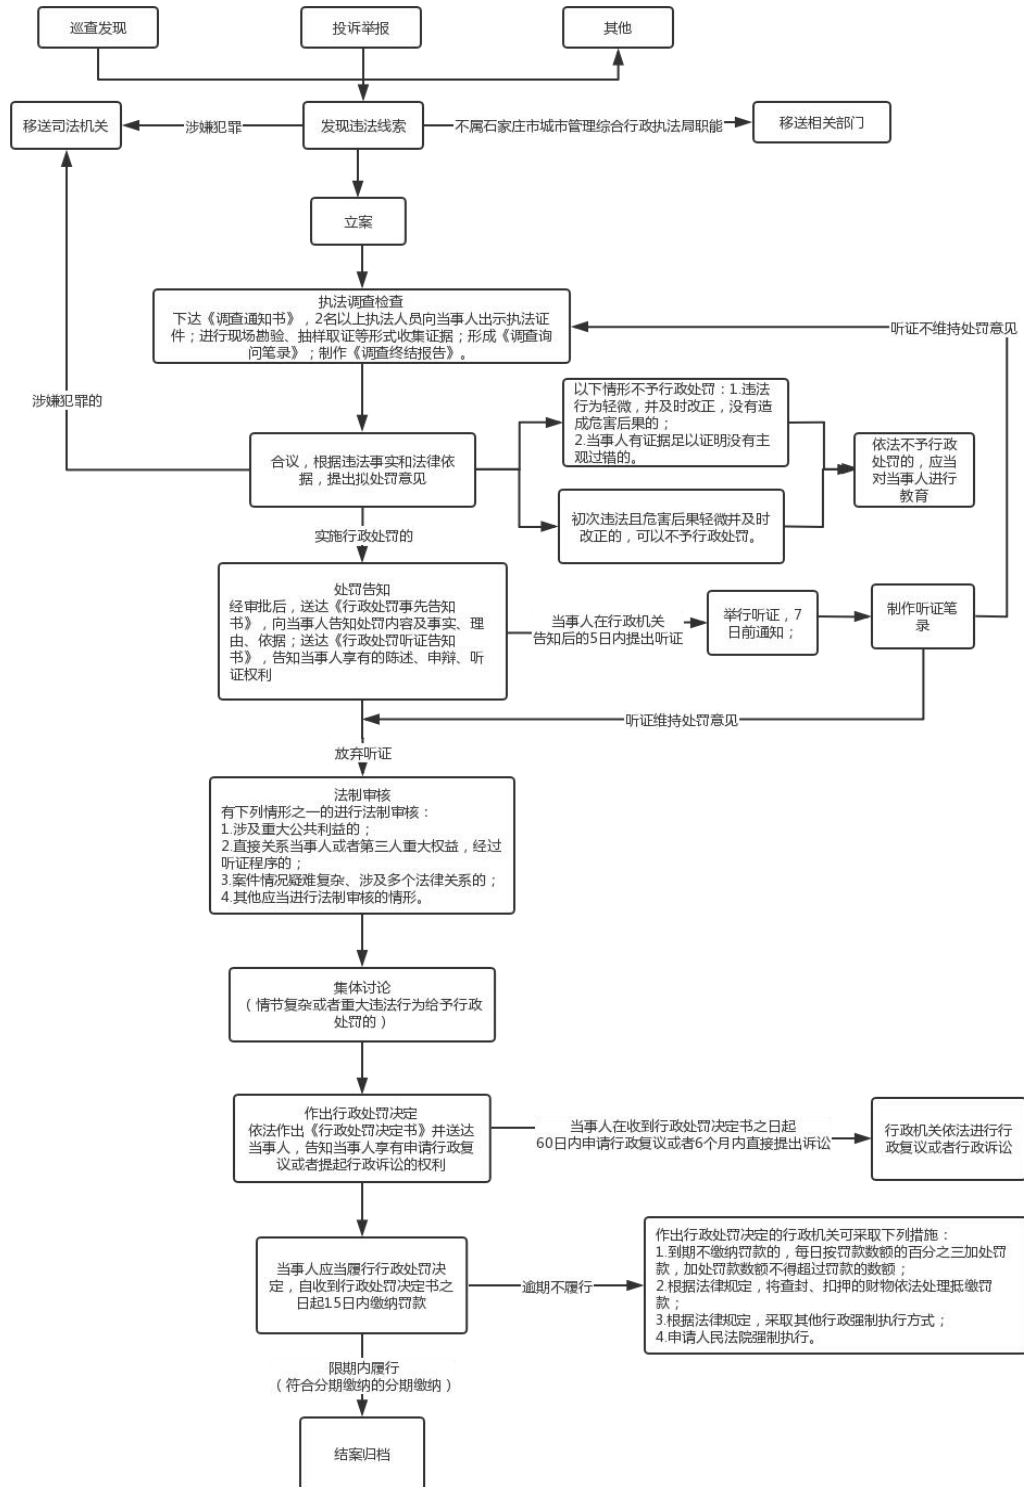 巡查发现
投诉举报
其他
移送司法机关
涉嫌犯罪
发现违法线索
不属石家庄市城市管理综合行政执法局职能
移送相关部门
立案
执法调查检查
下达《调查通知书》，2名以上执法人员向当事人出示执法证
件；进行现场勘验、抽样取证等形式收集证据；形成《调查询
问笔录》；制作《调查终结报告》。
听证不维持处罚意见
涉嫌犯罪的
合议，根据违法事实和法律依
据，提出拟处罚意见
以下情形不予行政处罚：1.违法
行为轻微，并及时改正，没有造
成危害后果的；
2.当事人有证据足以证明没有主
观过错的。
初次违法且危害后果轻微并及时
改正的，可以不予行政处罚。
依法不予行政
处罚的，应当
对当事人进行
教育
实施行政处罚的
处罚告知
经审批后，送达《行政处罚事先告知
书》，向当事人告知处罚内容及事实、理
由、依据；送达《行政处罚听证告知
书》，告知当事人享有的陈述、申辩、听
证权利
当事人在行政机关
告知后的5日内提出听证
举行听证，7
日前通知；
制作听证笔
录
听证维持处罚意见
放弃听证
法制审核
有下列情形之一的进行法制审核：
1.涉及重大公共利益的；
2.直接关系当事人或者第三人重大权益，经过
听证程序的；
3.案件情况疑难复杂、涉及多个法律关系的；
4.其他应当进行法制审核的情形。
集体讨论
（情节复杂或者重大违法行为给予行政
处罚的）
作出行政处罚决定
依法作出《行政处罚决定书》并送达
当事人，告知当事人享有申请行政复
议或者提起行政诉讼的权利
当事人在收到行政处罚决定书之日起
60日内申请行政复议或者6个月内直接提出诉讼
行政机关依法进行行
政复议或者行政诉讼
当事人应当履行行政处罚决
定，自收到行政处罚决定书之
日起15日内缴纳罚款
逾期不履行
作出行政处罚决定的行政机关可采取下列措施：
1.到期不缴纳罚款的，每日按罚款数额的百分之三加处罚
款，加处罚款数额不得超过罚款的数额；
2.根据法律规定，将查封、扣押的财物依法处理抵缴罚
款；
3.根据法律规定，采取其他行政强制执行方式；
4.申请人民法院强制执行。
限期内履行
（符合分期缴纳的分期缴纳）
结案归档